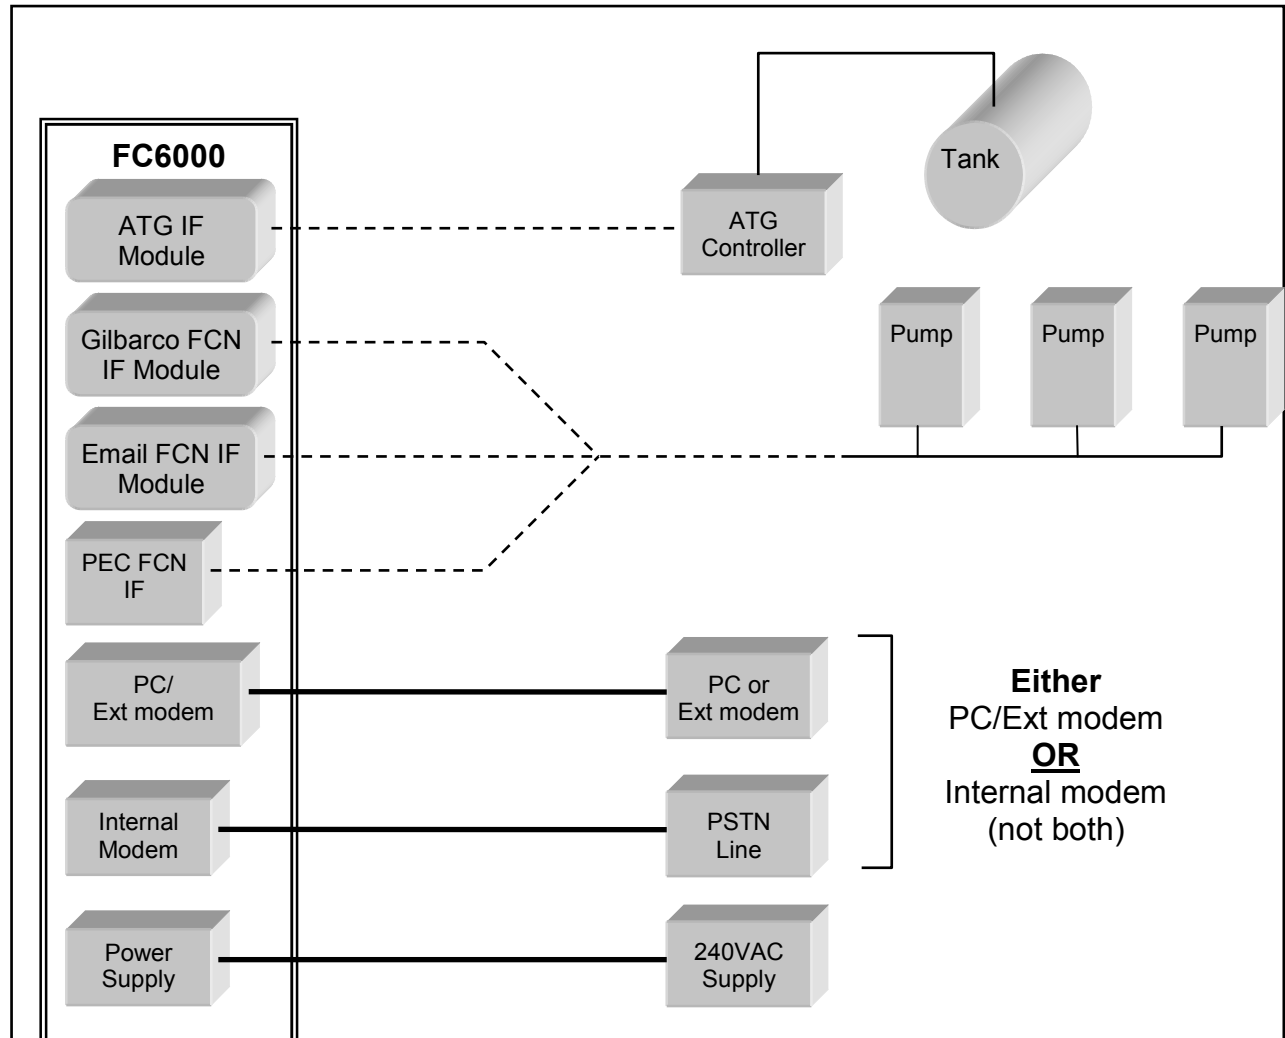 FC6000
ATG IF
Module
Gilbarco FCN
IF Module
Email FCN IF
Module
PEC FCN
IF
PC/
Ext modem
Internal
Modem
Power
Supply
Tank
ATG
Controller
Pump
Pump
Pump
PC or
Ext modem
PSTN
Line
240VAC
Supply
Either
PC/Ext modem
OR
Internal modem
(not both)